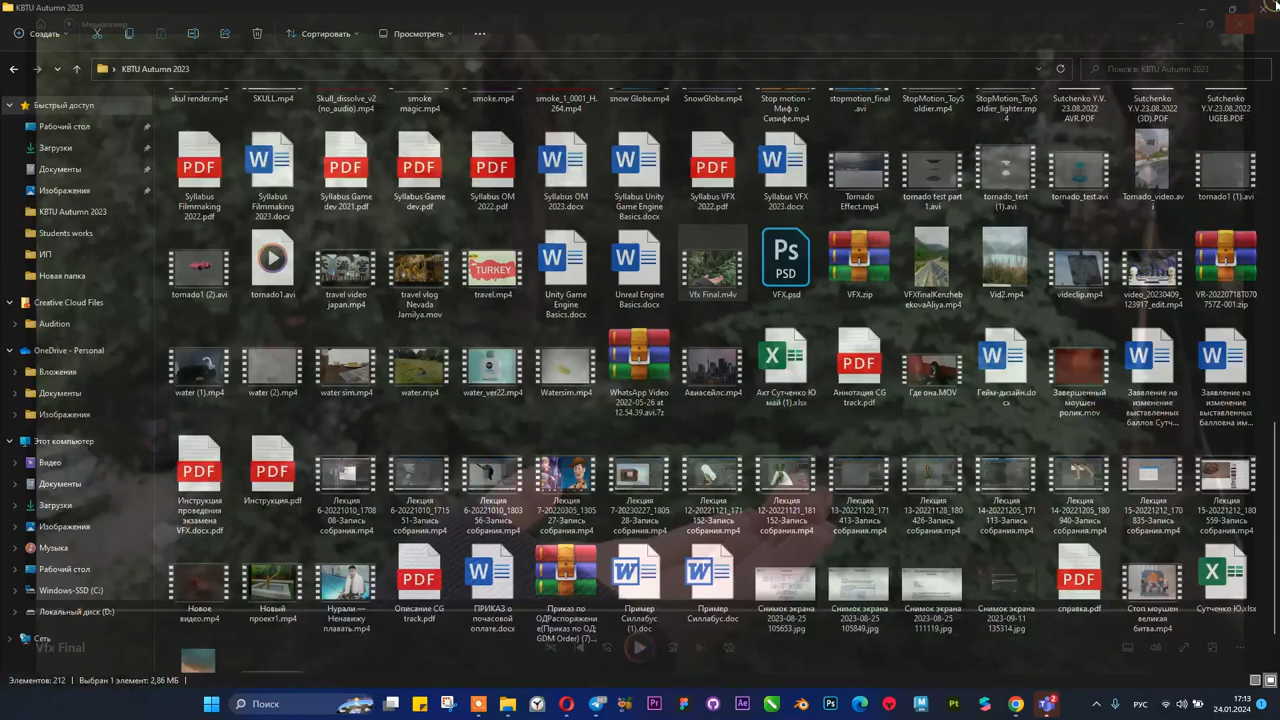 KBTU Autumn 2023
Медиаплеер
Создать
Сортировать
Просмотреть
KBTU Autumn 2023
Поиск в: KBTU Autumn 2023
Быстрый доступ
Рабочий стол
Загрузки
Документы
Изображения
KBTU Autumn 2023
Students works
ИП
Новая папка
Creative Cloud Files
Audition
OneDrive - Personal
Вложения
Документы
Изображения
Этот компьютер
Видео
Документы
Загрузки
Изображения
Музыка
Рабочий стол
Windows-SSD (C:)
Локальный диск (D:)
Сеть
skul render.mp4
SKULL.mp4
Skull_dissolve_v2
(no_audio).mp4
smoke
magic.mp4
smoke.mp4
smoke_1_0001_H.
264.mp4
snow Globe.mp4
SnowGlobe.mp4
Stop motion -
Миф о
Сизифе.mp4
stopmotion_final
.avi
StopMotion_ToyS
oldier.mp4
StopMotion_ToyS
oldier_lighter.mp
4
Sutchenko Y.V.
23.08.2022
AVR.PDF
Sutchenko
Y.V.23.08.2022
(3D).PDF
Sutchenko
Y.V.23.08.2022
UGEB.PDF
Syllabus
Filmmaking
2022.pdf
Syllabus
Filmmaking
2023.docx
Syllabus Game
dev 2021.pdf
Syllabus Game
dev.pdf
Syllabus OM
2022.pdf
Syllabus OM
2023.docx
Syllabus Unity
Game Engine
Basics.docx
Syllabus VFX
2022.pdf
Syllabus VFX
2023.docx
Tornado
Effect.mp4
tornado test part
1.avi
tornado_test
(1).avi
tornado_test.avi
Tornado_video.av
i
tornado1 (1).avi
tornado1 (2).avi
tornado1.avi
travel video
japan.mp4
travel vlog
Nevada
Jamilya.mov
TURKEY
travel.mp4
Unity Game
Engine
Basics.docx
Unreal Engine
Basics.docx
Vfx Final.m4v
Ps
PSD
VFX.psd
VFX.zip
VFXfinalKenzheb
ekovaAliya.mp4
Vid2.mp4
videclip.mp4
video_20230409_
123917_edit.mp4
VR-20220718T070
757Z-001.zip
water (1).mp4
water (2).mp4
water sim.mp4
water.mp4
water_ver22.mp4
Watersim.mp4
WhatsApp Video
2022-05-26 at
12.54.39.avi.7z
Авиасейлс.mp4
Акт Сутченко Ю
май (1).xlsx
Аннотация CG
track.pdf
Где она.MOV
Гейм-дизайн.do
cx
Завершенный
моушен
ролик.mov
Заявление на
изменение
выставленных
баллов Сутч...
Заявление на
изменение
выставленных
балловна им...
Инструкция
проведения
экзамена
VFX.docx.pdf
Инструкция.pdf
Лекция
6-20221010_1708
08-Запись
собрания.mp4
Лекция
6-20221010_1715
51-Запись
собрания.mp4
Лекция
6-20221010_1803
56-Запись
собрания.mp4
Лекция
7-20220305_1305
27-Запись
собрания.mp4
Лекция
7-20230227_1805
28-Запись
собрания.mp4
Лекция
12-20221121_171
152-Запись
собрания.mp4
Лекция
12-20221121_181
152-Запись
собрания.mp4
Лекция
13-20221128_171
413-Запись
собрания.mp4
Лекция
13-20221128_180
426-Запись
собрания.mp4
Лекция
14-20221205_171
113-Запись
собрания.mp4
Лекция
14-20221205_180
940-Запись
собрания.mp4
Лекция
15-20221212_170
835-Запись
собрания.mp4
Лекция
15-20221212_180
559-Запись
собрания.mp4
Новое
видео.mp4
Новый
проект1.mp4
Нурали —
Ненавижу
плавать.mp4
Описание CG
track.pdf
ПРИКАЗ о
почасовой
оплате.docx
Приказ по
ОДРаспоряжение(Приказ по ОД;
GDM Order) (7)...
Пример
Силлабус
(1).doc
Пример
Силлабус.doc
Снимок экрана
2023-08-25
105653.jpg
Снимок экрана
2023-08-25
105849.jpg
Снимок экрана
2023-08-25
111119.jpg
Снимок экрана
2023-09-11
135314.jpg
справка.pdf
Стоп моушен
великая
битва.mp4
Сутченко Ю.xlsx
Vfx Final
Элементов: 212
Выбран 1 элемент: 2,86 МБ
Поиск
РУС
17:13
24.01.2024